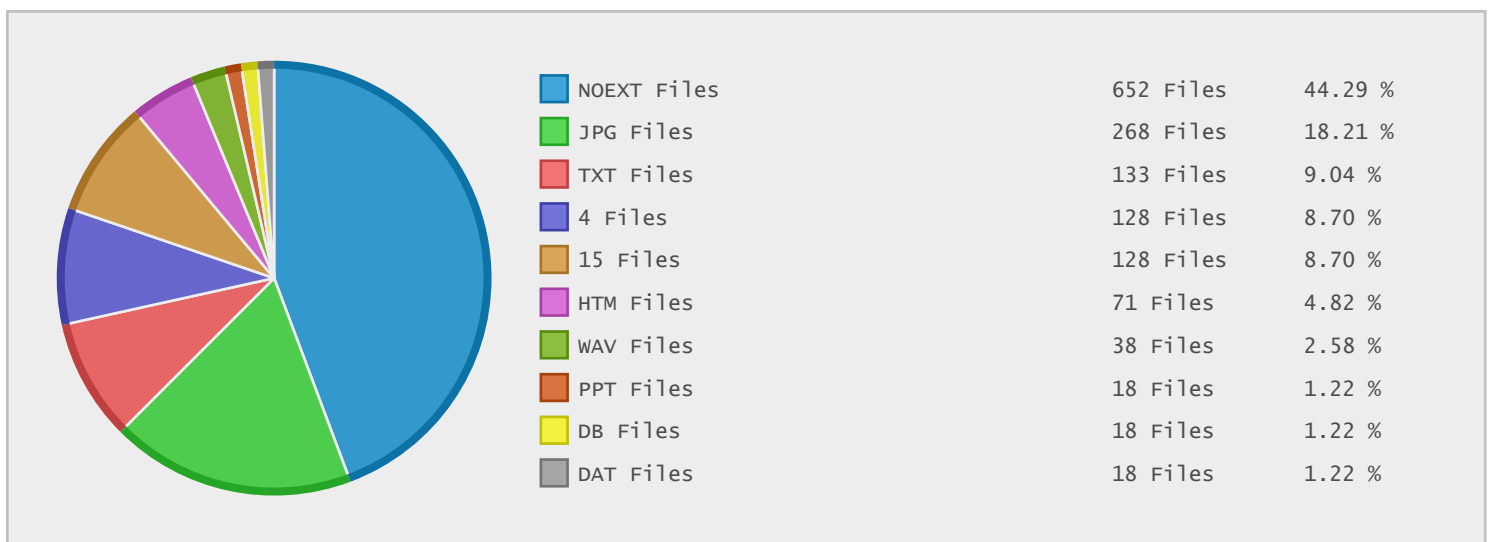 NOEXT Files 652 Files 44.29 %
JPG Files 268 Files 18.21 %
TXT Files 133 Files 9.04 %
4 Files 128 Files 8.70 %
15 Files 128 Files 8.70 %
HTM Files 71 Files 4.82 %
WAV Files 38 Files 2.58 %
PPT Files 18 Files 1.22 %
DB Files 18 Files 1.22 %
DAT Files 18 Files 1.22 %